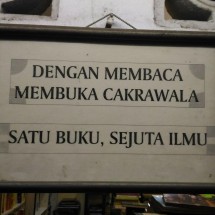 DENGAN MEMBACA
MEMBUKA CAKRAWALA
SATU BUKU, SEJUTA ILMU